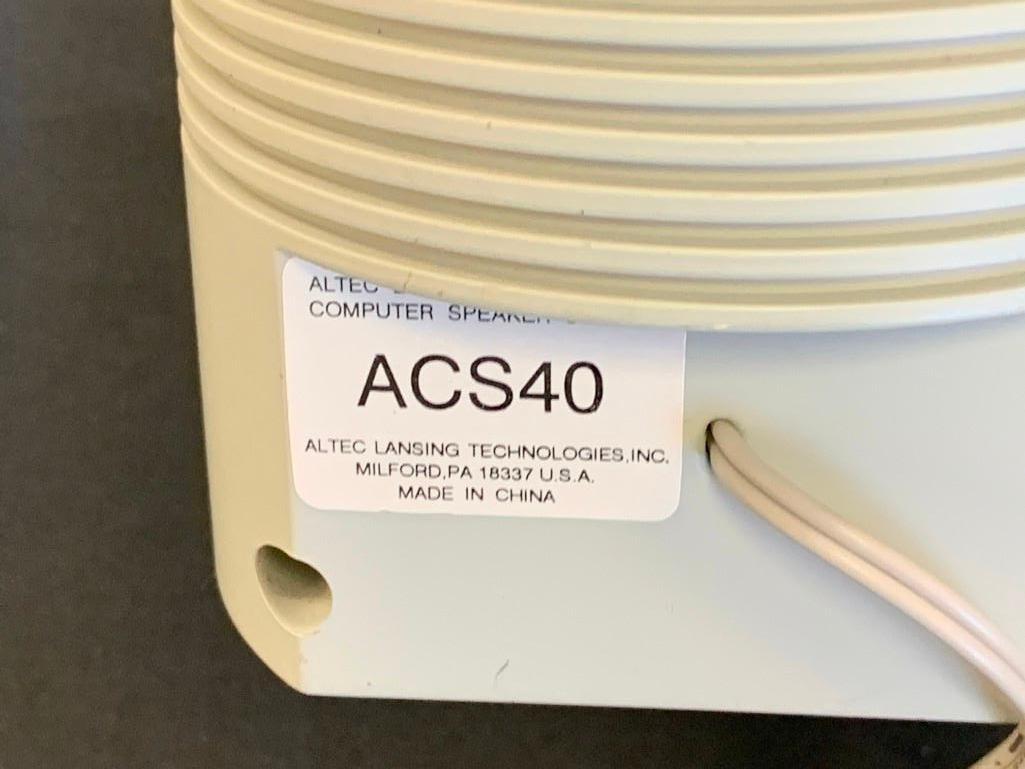 ALTEC
COMPUTER SPEAKER
ACS40
ALTEC LANSING TECHNOLOGIES,INC.
MILFORD,PA 18337 U.S.A.
MADE IN CHINA